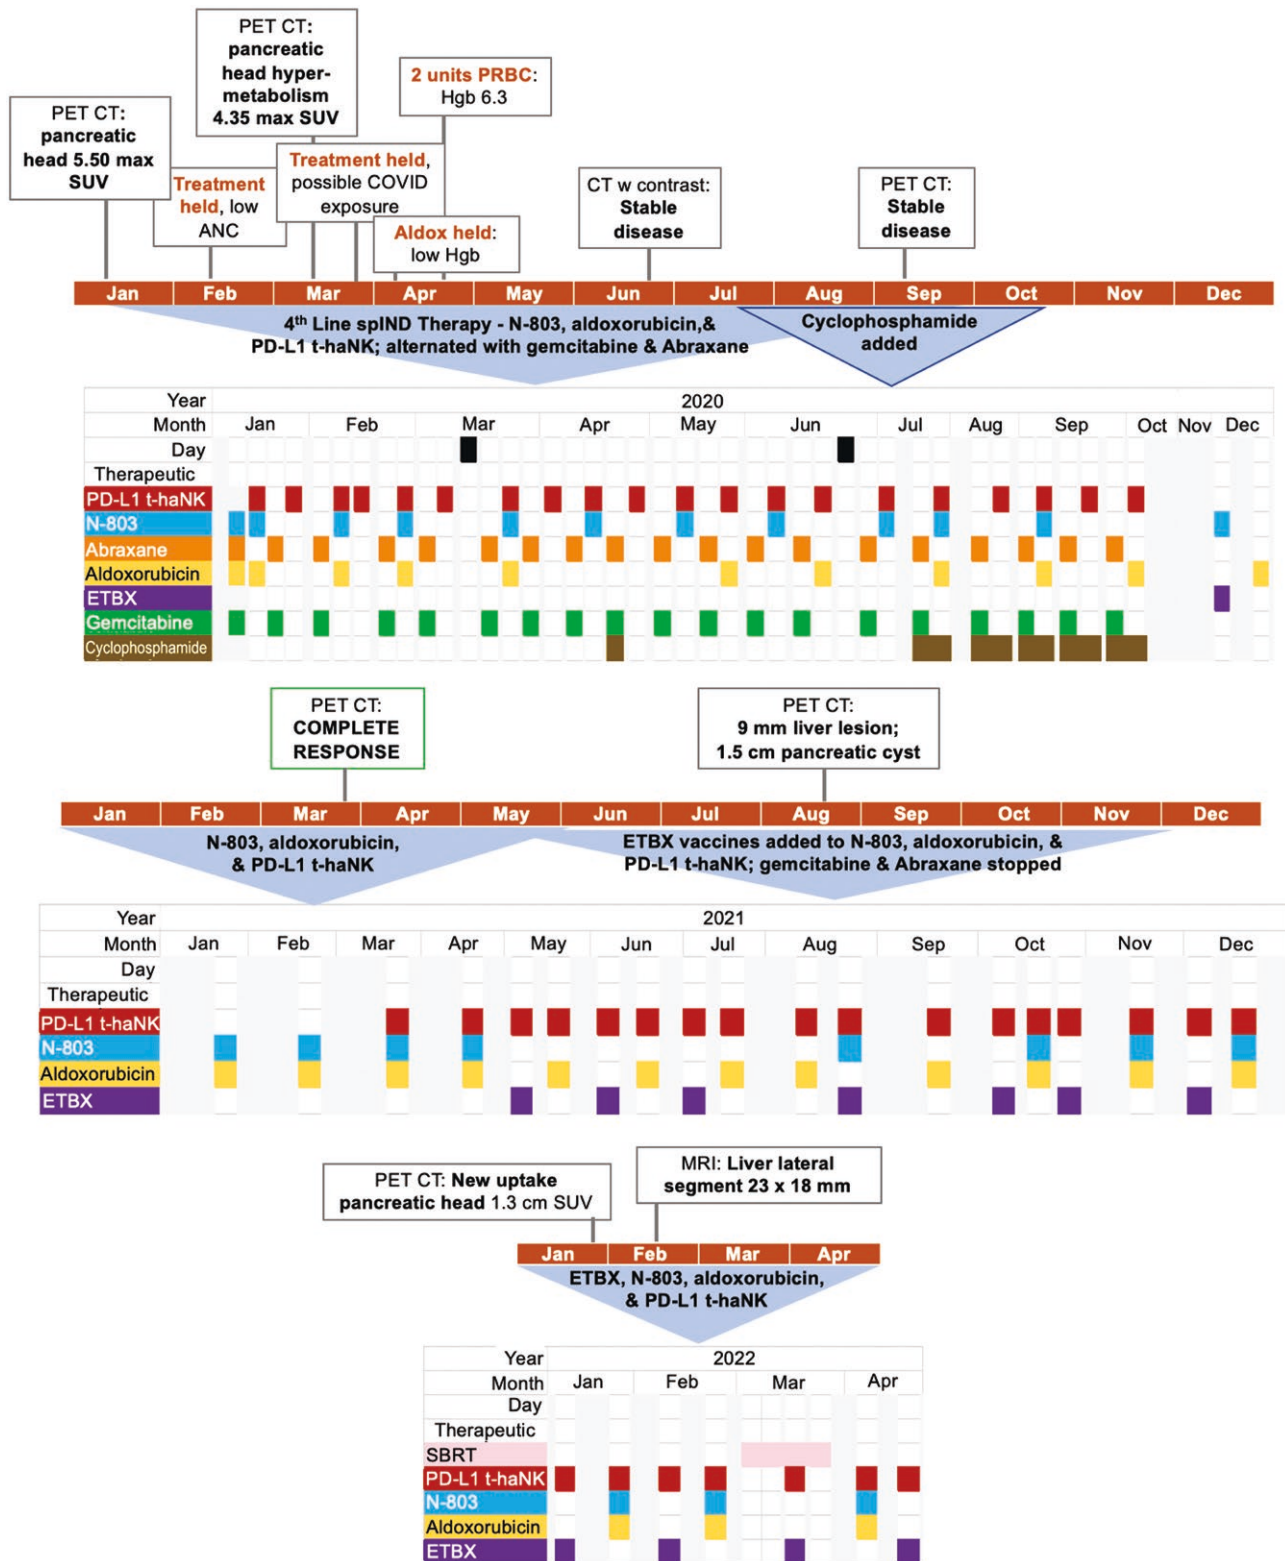 PET CT:
pancreatic
head 5.50 max
SUV
Treatment
held, low
ANC
PET CT:
pancreatic
head hyper-
metabolism
4.35 max SUV
Treatment held,
possible COVID
exposure
2 units PRBC:
Hgb 6.3
Aldox held:
low Hgb
CT w contrast:
Stable
disease
PET CT:
Stable
disease
Jan Feb Mar Apr May Jun Jul Aug Sep Oct Nov Dec
4th Line spIND Therapy - N-803, aldoxorubicin,&
PD-L1 t-haNK; alternated with gemcitabine & Abraxane
Cyclophosphamide
added
Year 2020
Month Jan Feb Mar Apr May Jun Jul Aug Sep Oct Nov Dec
Day
Therapeutic
PD-L1 t-haNK
N-803
Abraxane
Aldoxorubicin
ETBX
Gemcitabine
Cyclophosphamide
PET CT:
COMPLETE
RESPONSE
PET CT:
9 mm liver lesion;
1.5 cm pancreatic cyst
Jan Feb Mar Apr May Jun Jul Aug Sep Oct Nov Dec
N-803, aldoxorubicin,
& PD-L1 t-haNK
ETBX vaccines added to N-803, aldoxorubicin, &
PD-L1 t-haNK; gemcitabine & Abraxane stopped
Year 2021
Month Jan Feb Mar Apr May Jun Jul Aug Sep Oct Nov Dec
Day
Therapeutic
PD-L1 t-haNK
N-803
Aldoxorubicin
ETBX
PET CT: New uptake
pancreatic head 1.3 cm SUV
MRI: Liver lateral
segment 23 x 18 mm
Jan Feb Mar Apr
ETBX, N-803, aldoxorubicin,
& PD-L1 t-haNK
Year 2022
Month Jan Feb Mar Apr
Day
Therapeutic
SBRT
PD-L1 t-haNK
N-803
Aldoxorubicin
ETBX